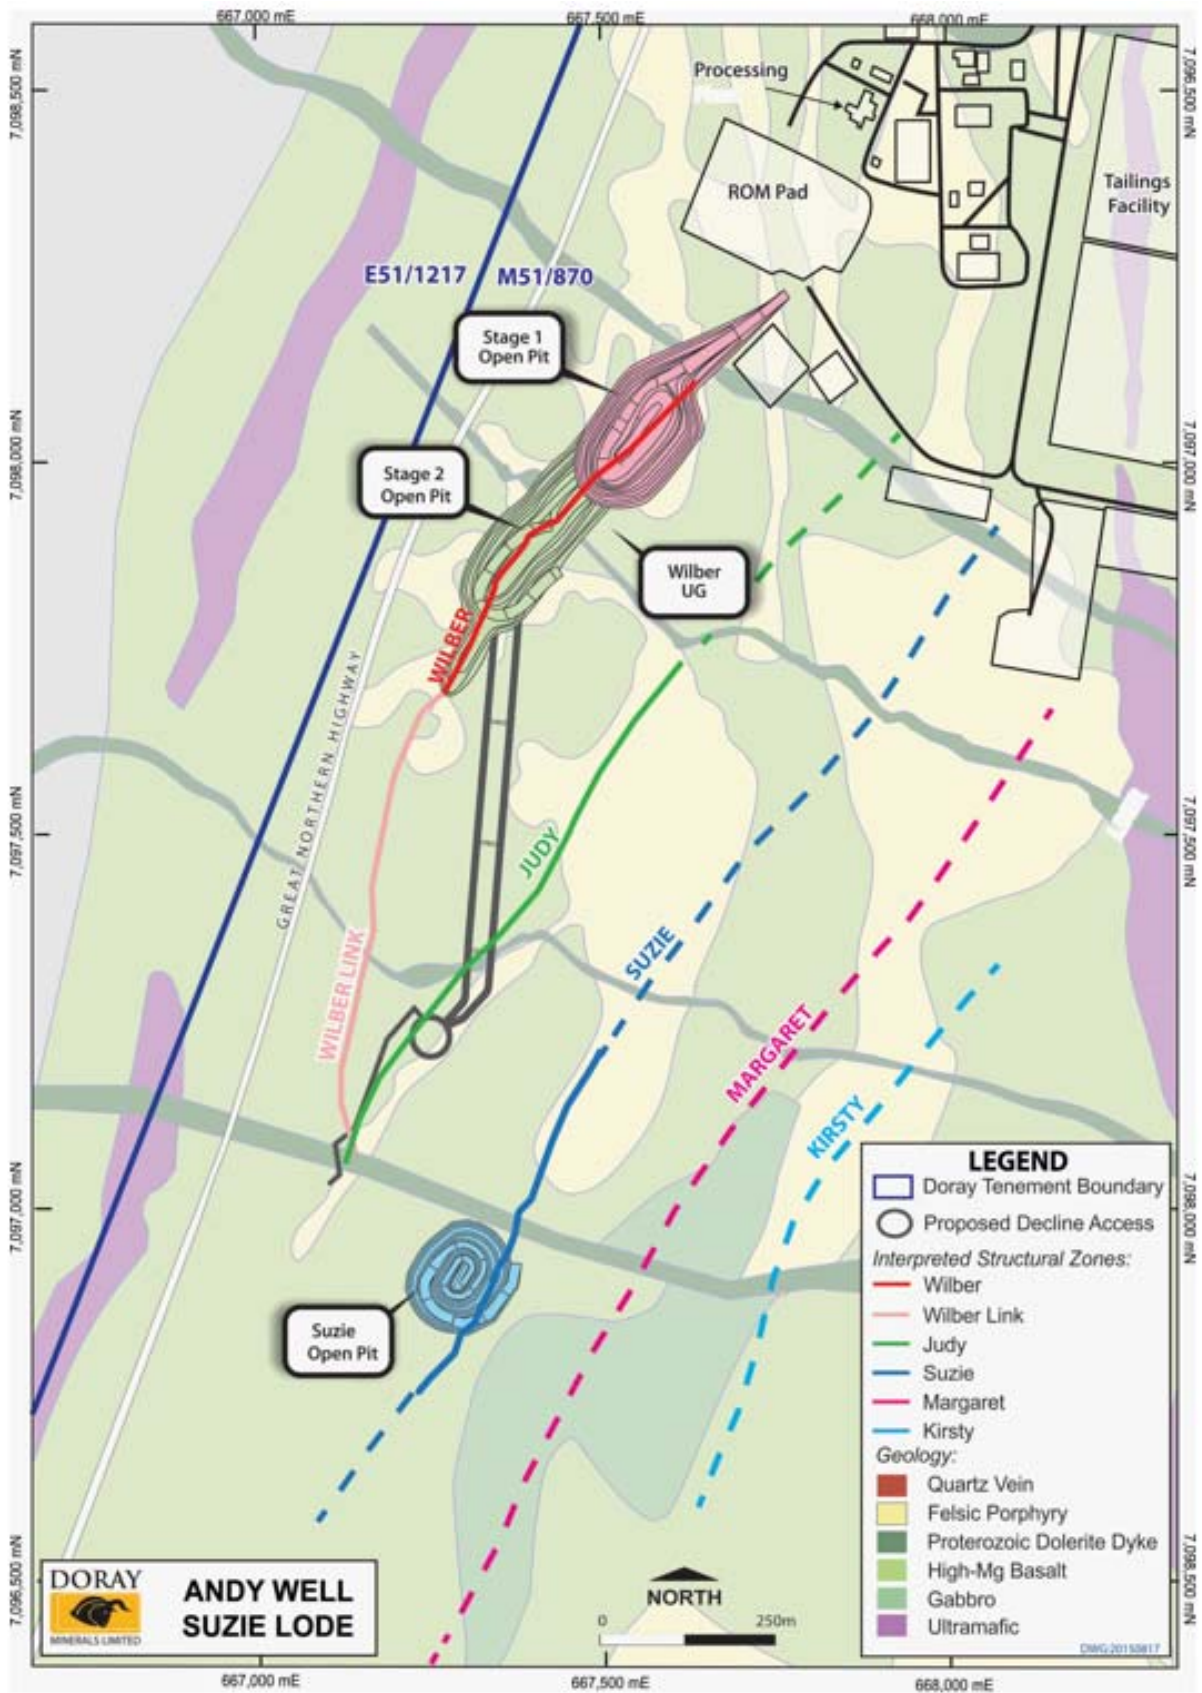 667,000 mE
667,500 mE
668,000 mE
7,098,500 mN
7,096,500 mN
Processing
ROM Pad
Tailings
Facility
E51/1217
M51/870
Stage 1
Open Pit
7,098,000 mN
7,097,000 mN
Stage 2
Open Pit
Wilber
UG
WILBER
GREAT NORTHERN HIGHWAY
7,097,500 mN
7,097,500 mN
JUDY
SUZIE
WILBER LINK
MARGARET
KIRSTY
7,097,000 mN
7,098,000 mN
Suzie
Open Pit
LEGEND
Doray Tenement Boundary
Proposed Decline Access
Interpreted Structural Zones:
Wilber
Wilber Link
Judy
Suzie
Margaret
Kirsty
Geology:
Quartz Vein
Felsic Porphyry
Proterozoic Dolerite Dyke
High-Mg Basalt
Gabbro
Ultramafic
DWG:20150817
7,096,500 mN
7,098,500 mN
DORAY
MINERALS LIMITED
ANDY WELL
SUZIE LODE
NORTH
0 250m
667,000 mE
667,500 mE
668,000 mE